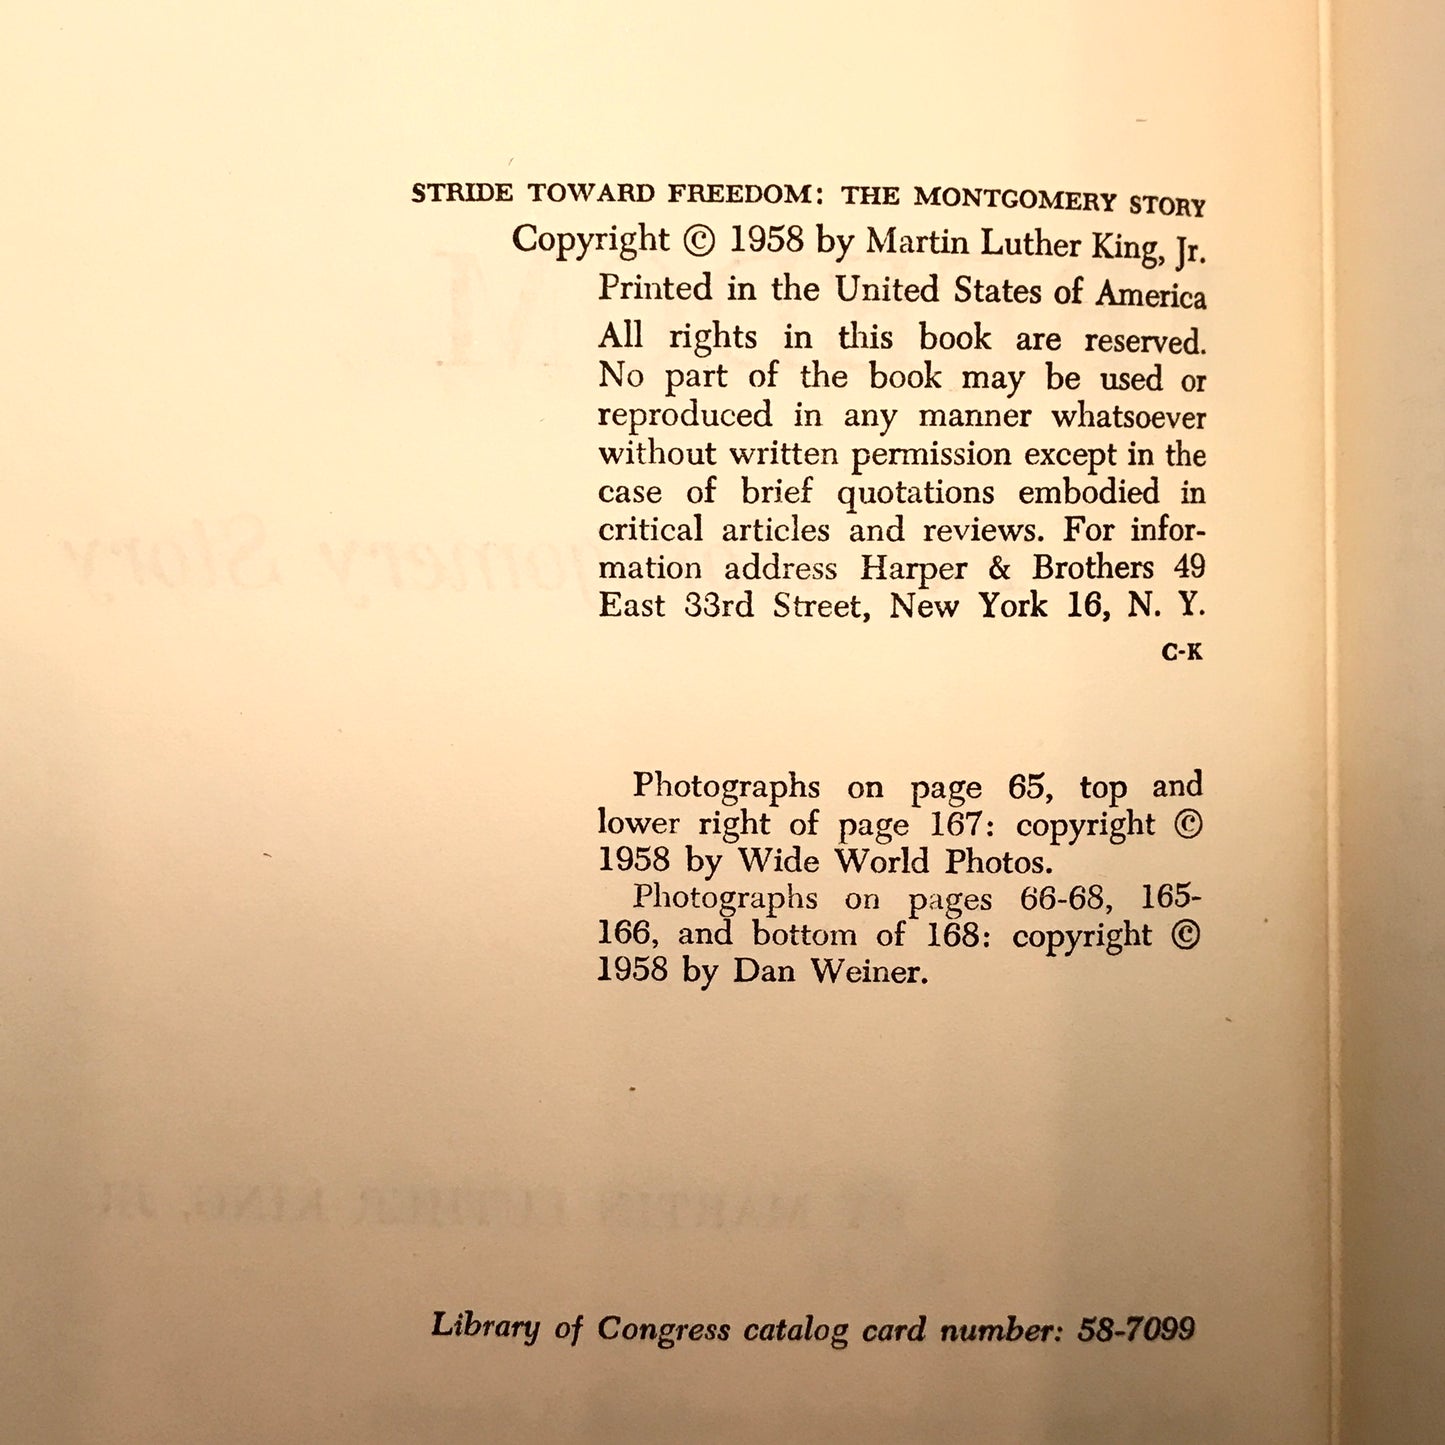 STRIDE TOWARD FREEDOM: THE MONTGOMERY STORY
Copyright © 1958 by Martin Luther King, Jr.
Printed in the United States of America
All rights in this book are reserved.
No part of the book may be used or
reproduced in any manner whatsoever
without written permission except in the
case of brief quotations embodied in
critical articles and reviews. For infor-
mation address Harper & Brothers 49
East 33rd Street, New York 16, N. Y.
C-K
Photographs on page 65, top and
lower right of page 167: copyright ©
1958 by Wide World Photos.
Photographs on pages 66-68, 165-
166, and bottom of 168: copyright ©
1958 by Dan Weiner.
Library of Congress catalog card number: 58-7099